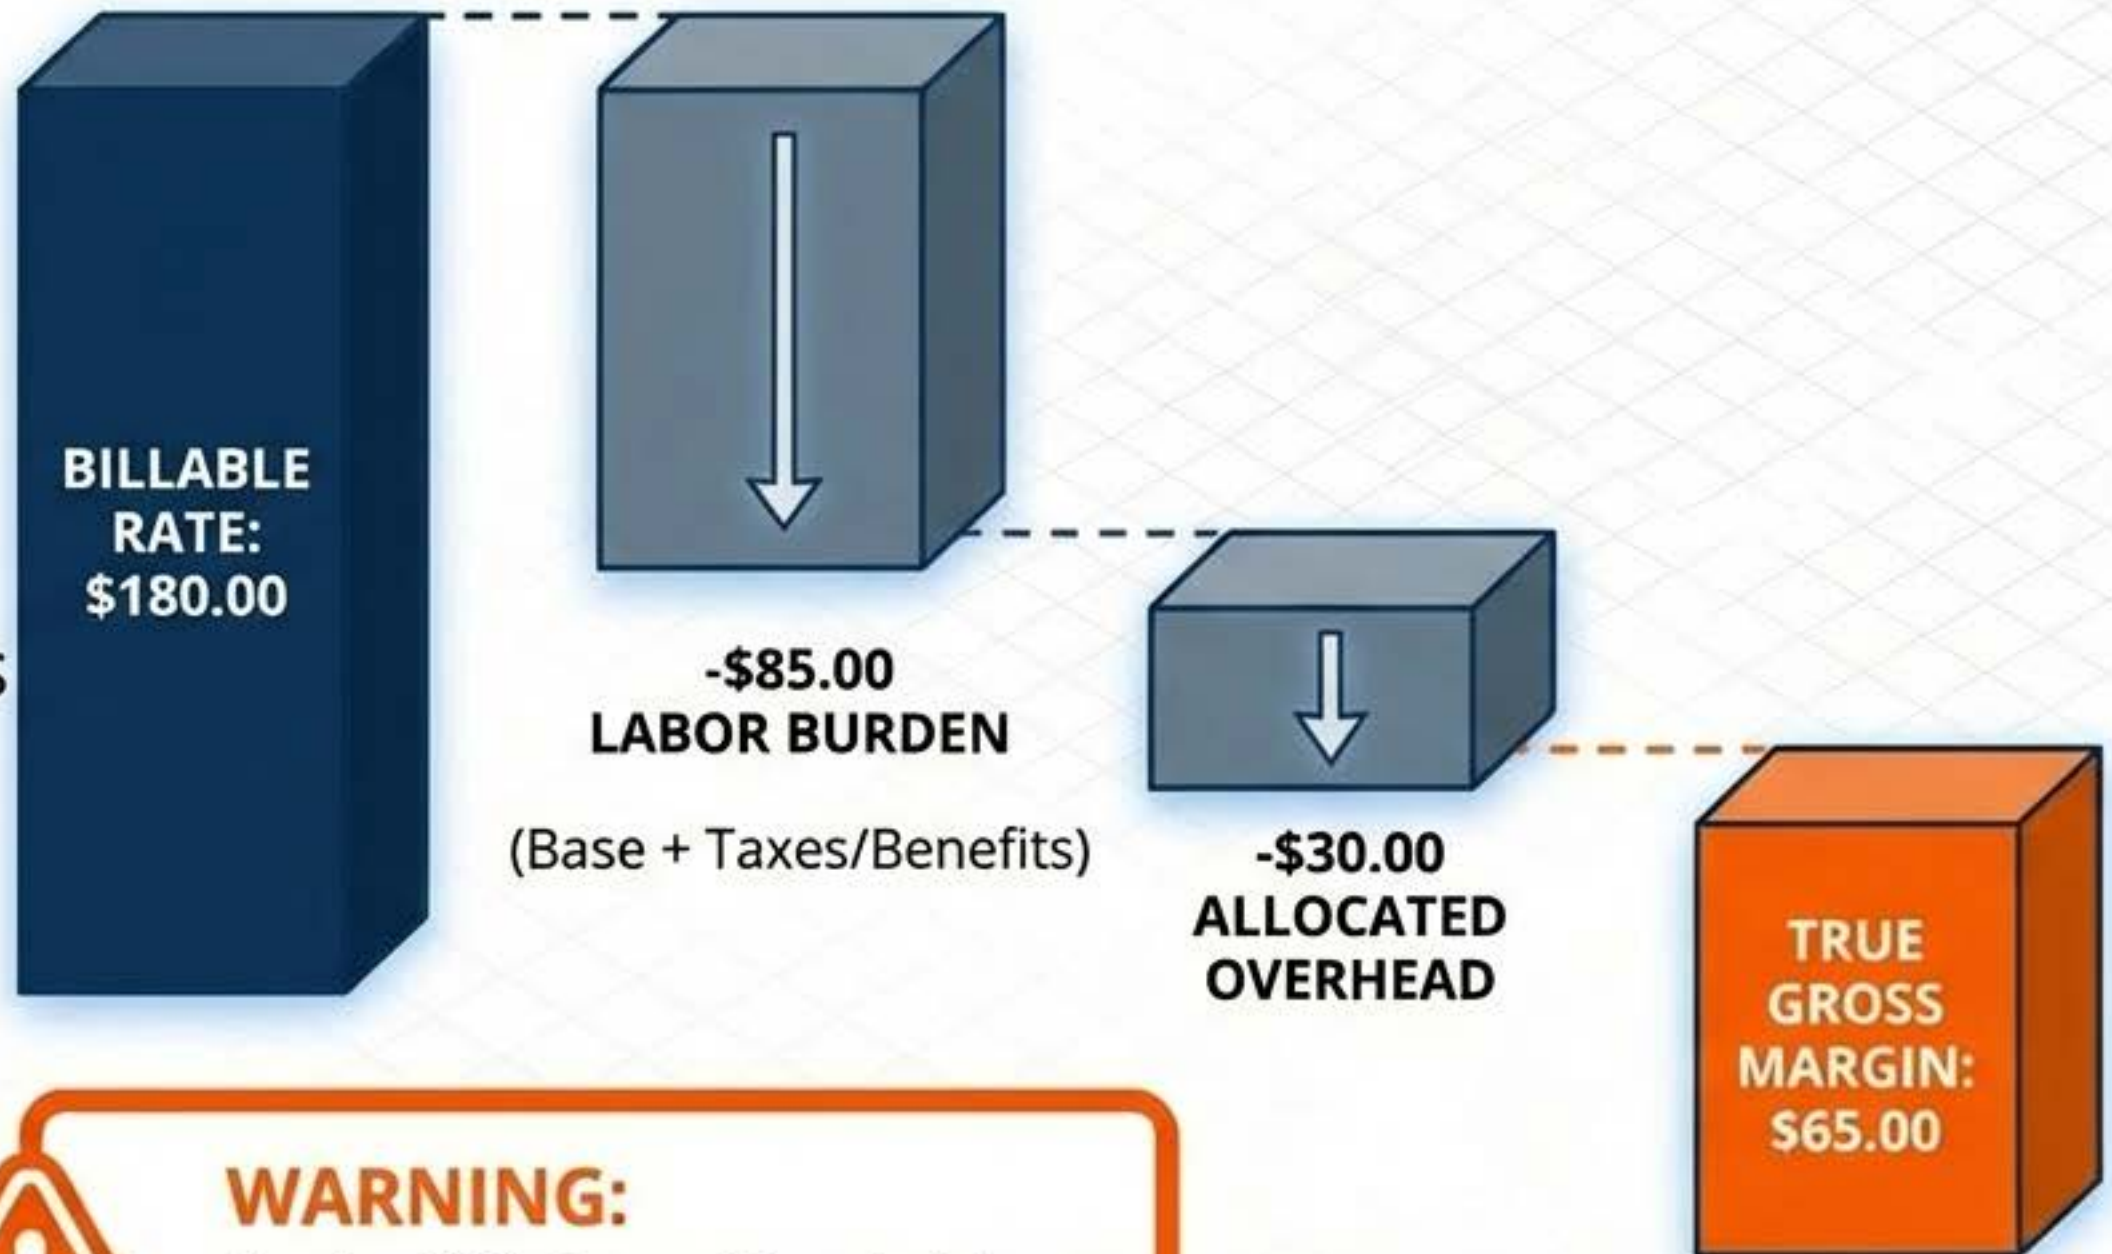 BILLABLE
RATE:
$180.00
-$85.00
LABOR BURDEN
(Base + Taxes/Benefits)
-$30.00
ALLOCATED
OVERHEAD
TRUE
GROSS
MARGIN:
$65.00
WARNING: